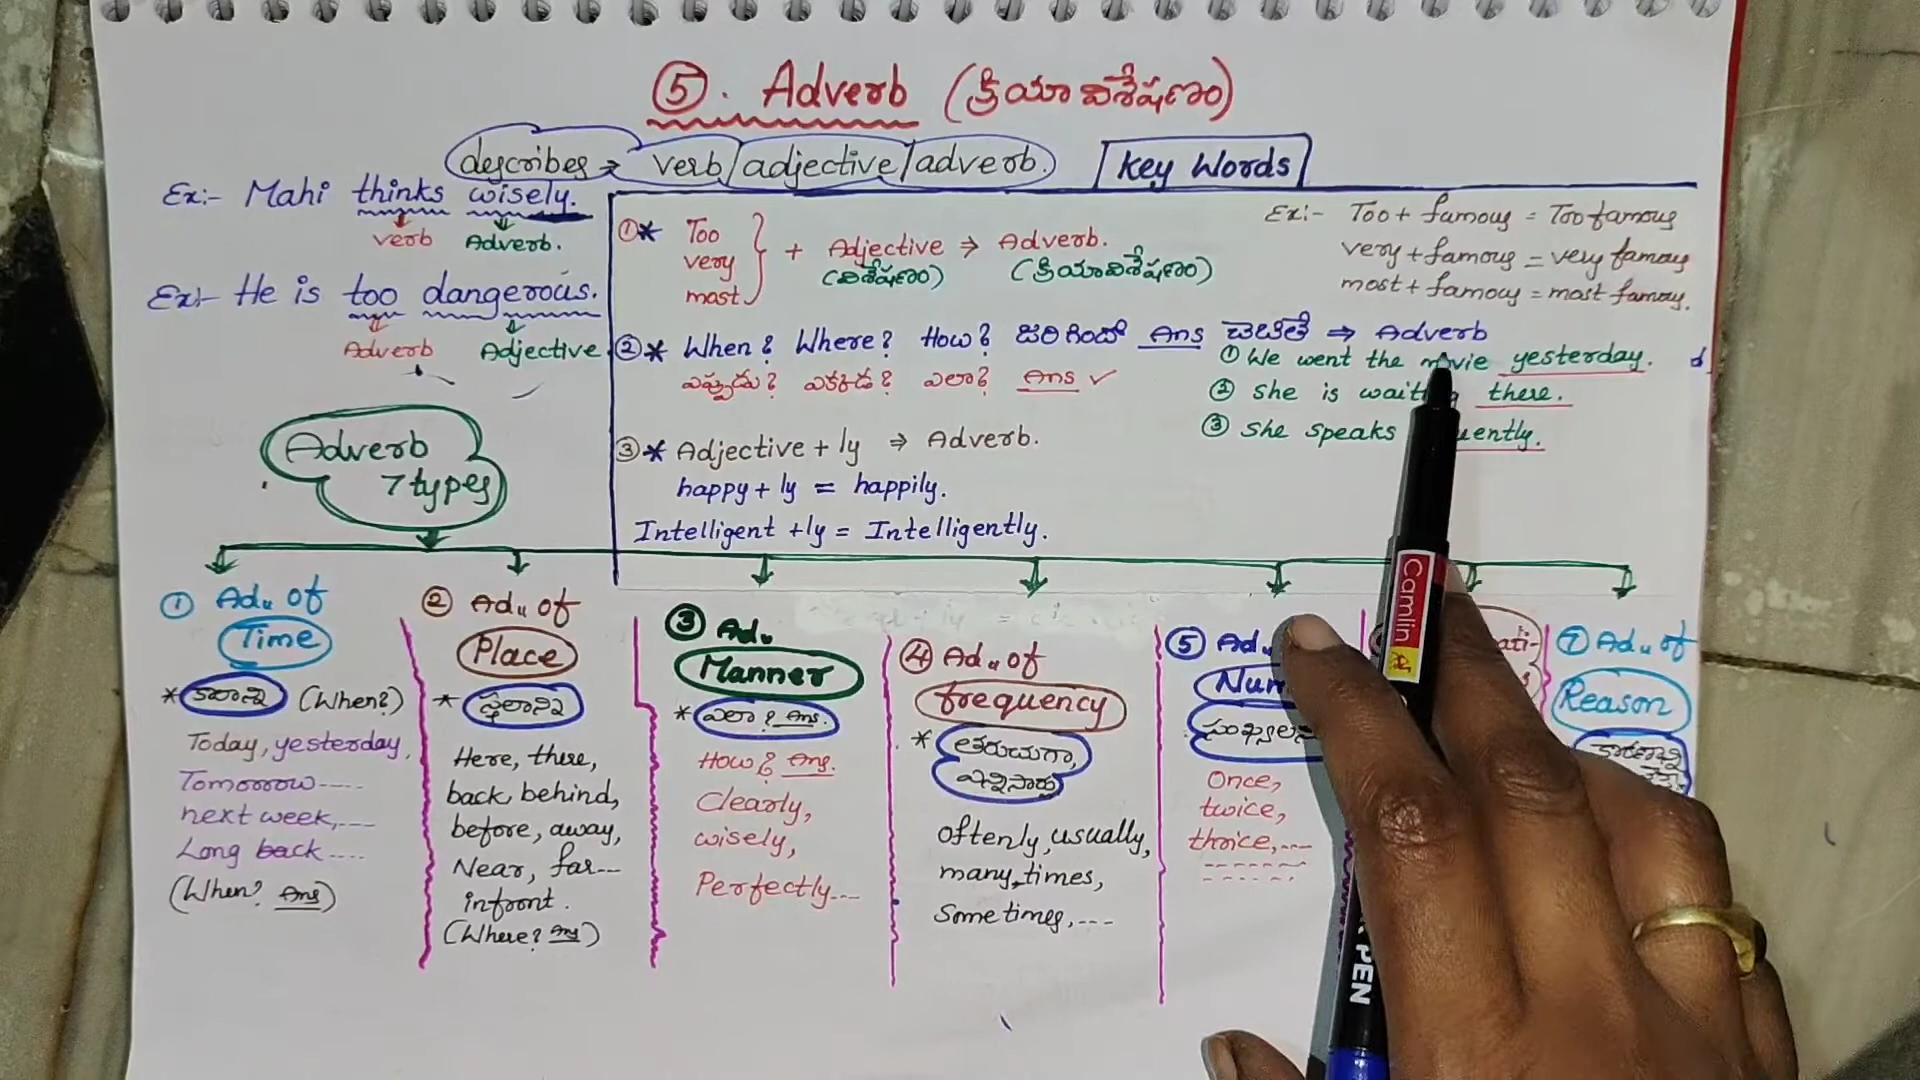 5. Adverb (క్రియా విశేషణం)
describes → verb/adjective/adverb.
Key Words
Ex:- Mahi thinks wisely.
verb Adverb.
Ex:- He is too dangerous.
Adverb Adjective
① * Too
very
most
+ Adjective ⇒ Adverb.
(విశేషణం) (క్రియావిశేషణం)
Ex:- Too + famous = Too famous
very + famous = very famous
most + famous = most famous.
② * When? Where? How? జరిగిందో Ans చెబితే ⇒ Adverb
ఎప్పుడు? ఎక్కడ? ఎలా? Ans ✓
① We went the movie yesterday.
② She is there.
③ She speaks
③ * Adjective + ly ⇒ Adverb.
happy + ly = happily.
Intelligent + ly = Intelligently.
Adverb
7 types
① Ad. of
Time
* (When?)
Today, yesterday,
Tomorrow----
next week,---
Long back----
(When? Ans)
② Ad. of
Place
* స్థలాన్ని
Here, there,
back, behind,
before, away,
Near, far--
infront.
(Where? Ans)
③ Ad.
Manner
* ఎలా? Ans.
How? Ans.
Clearly,
wisely,
Perfectly---
④ Ad. of
frequency
* తరుచుగా,
ఎన్నిసార్లు
oftenly, usually,
many times,
Sometimes,---
⑤ Ad.
Once,
twice,
thrice,---
⑦ Ad. of
Reason
Camlin
PEN